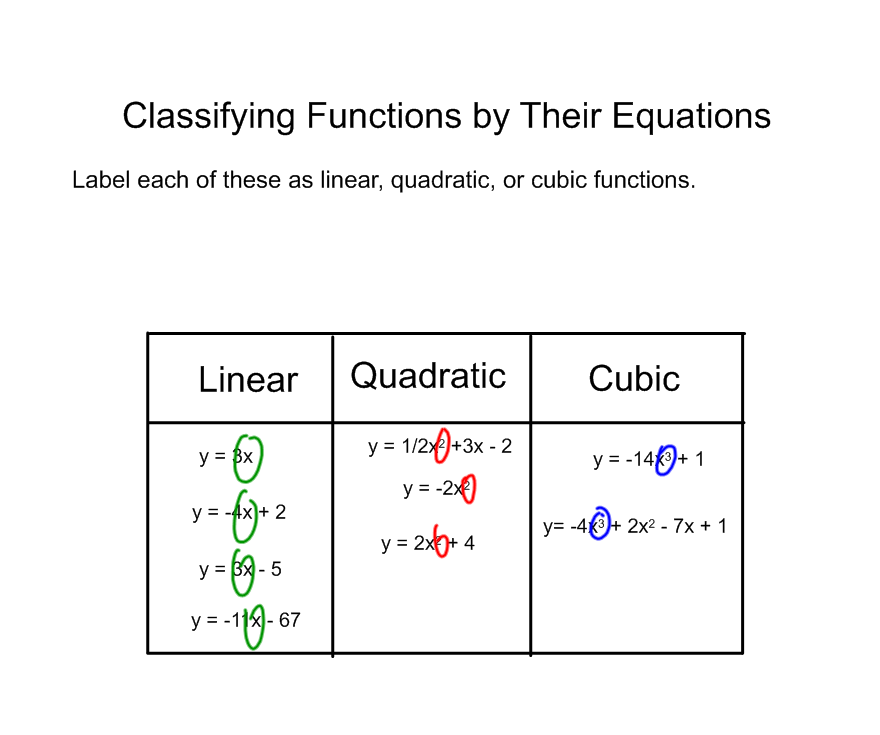 Classifying Functions by Their Equations
Label each of these as linear, quadratic, or cubic functions.
Linear
Quadratic
Cubic
y = 3x
y = -4x + 2
y = 3x - 5
y = -11x - 67
y = 1/2x² +3x - 2
y = -2x²
y = 2x² + 4
y = -14x³ + 1
y= -4x³ + 2x² - 7x + 1